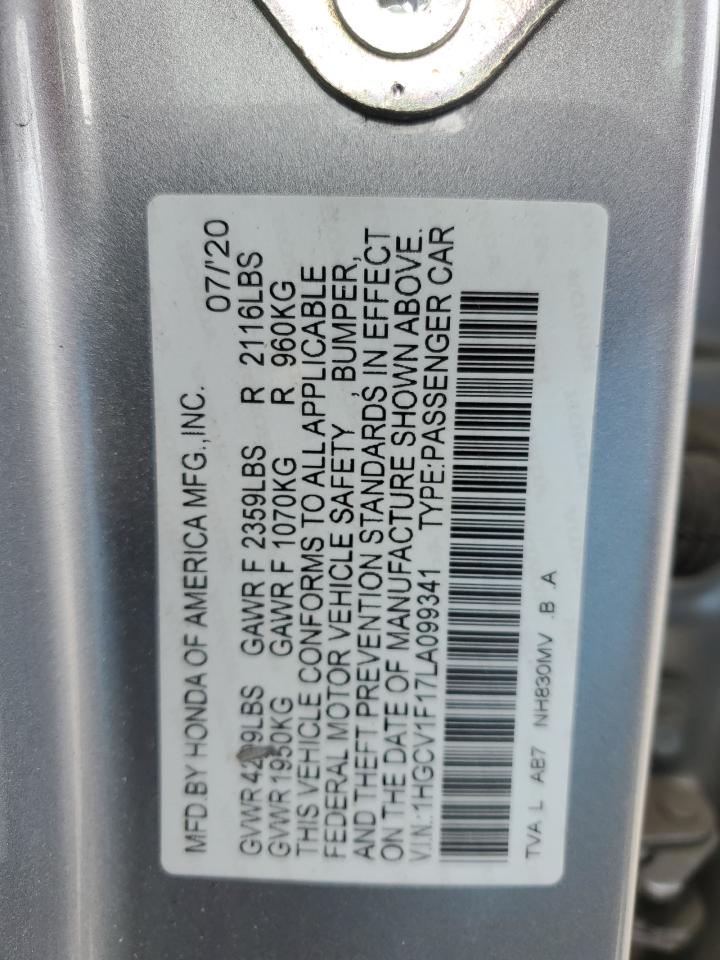 MFD.BY HONDA OF AMERICA MFG.,INC. 07/'20
GAWR F 2359LBS R 2116LBS
GVWR 1950KG GAWR F 1070KG R 960KG
THIS VEHICLE CONFORMS TO ALL APPLICABLE
FEDERAL MOTOR VEHICLE SAFETY , BUMPER,
AND THEFT PREVENTION STANDARDS IN EFFECT
ON THE DATE OF MANUFACTURE SHOWN ABOVE.
V.I.N.:1HGCV1F17LA099341 TYPE:PASSENGER CAR
TVA L AB7 NH830MV .B .A